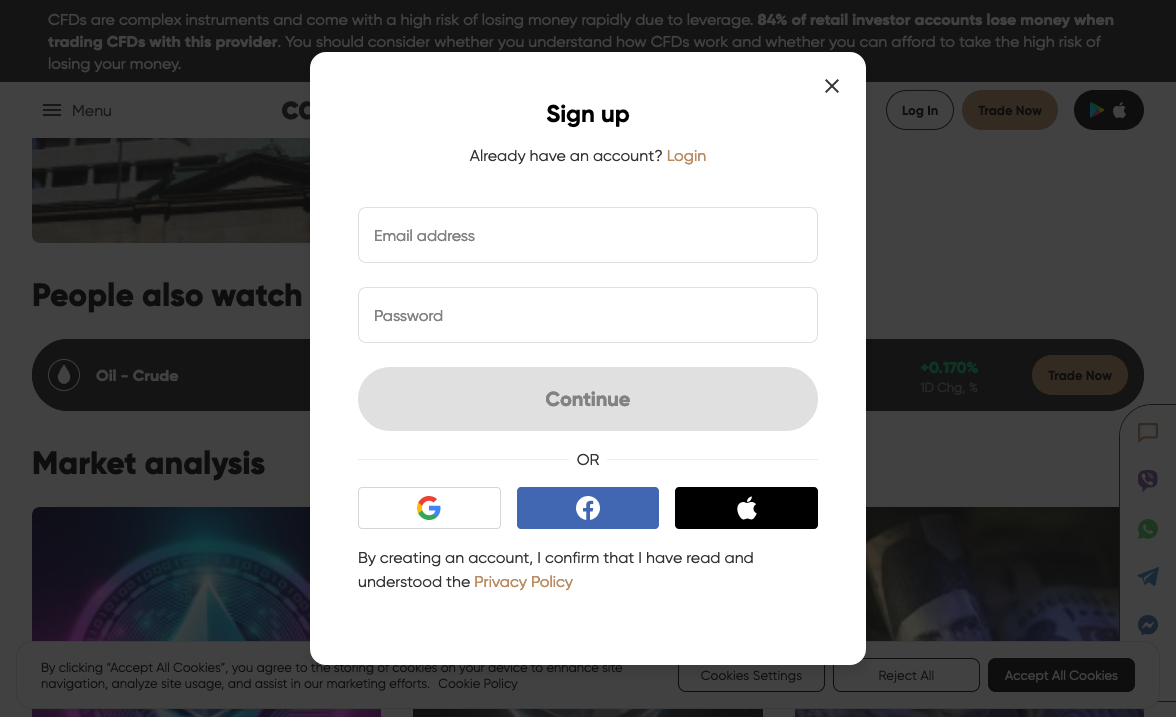 CFDs are complex instruments and come with a high risk of losing money rapidly due to leverage. 84% of retail investor accounts lose money when
trading CFDs with this provider. You should consider whether you understand how CFDs work and whether you can afford to take the high risk of
losing your money.
Menu
Log In
Trade Now
Sign up
Already have an account? Login
Email address
People also watch
Password
Oil - Crude
+0.170%
1D Chg, %
Trade Now
Continue
OR
Market analysis
By creating an account, I confirm that I have read and
understood the Privacy Policy
By clicking “Accept All Cookies”, you agree to the storing of cookies on your device to enhance site
navigation, analyze site usage, and assist in our marketing efforts. Cookie Policy
Cookies Settings
Reject All
Accept All Cookies